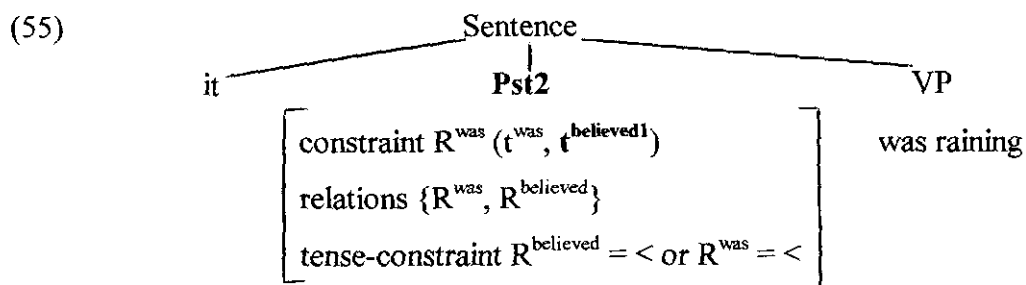 (55) Sentence
it Pst2 VP
constraint R^was (t^was, t^believed1) was raining
relations {R^was, R^believed}
tense-constraint R^believed = < or R^was = <